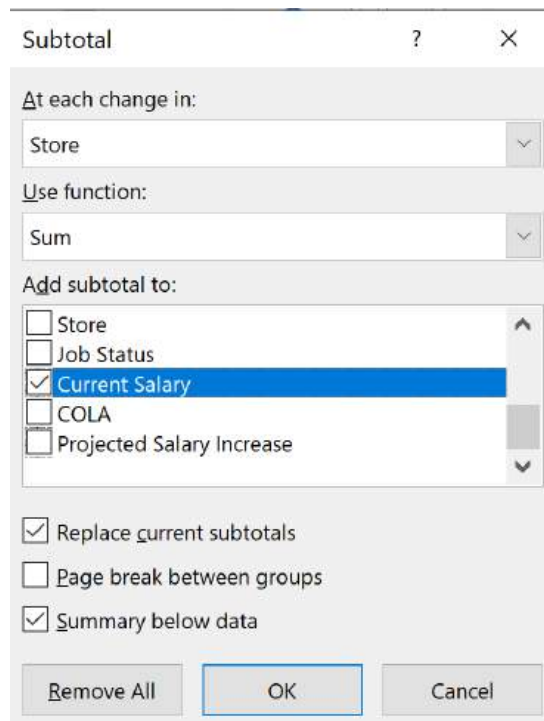 Subtotal ?
At each change in:
Store
Use function:
Sum
Add subtotal to:
Store
Job Status
Current Salary
COLA
Projected Salary Increase
Replace current subtotals
Page break between groups
Summary below data
Remove All OK Cancel